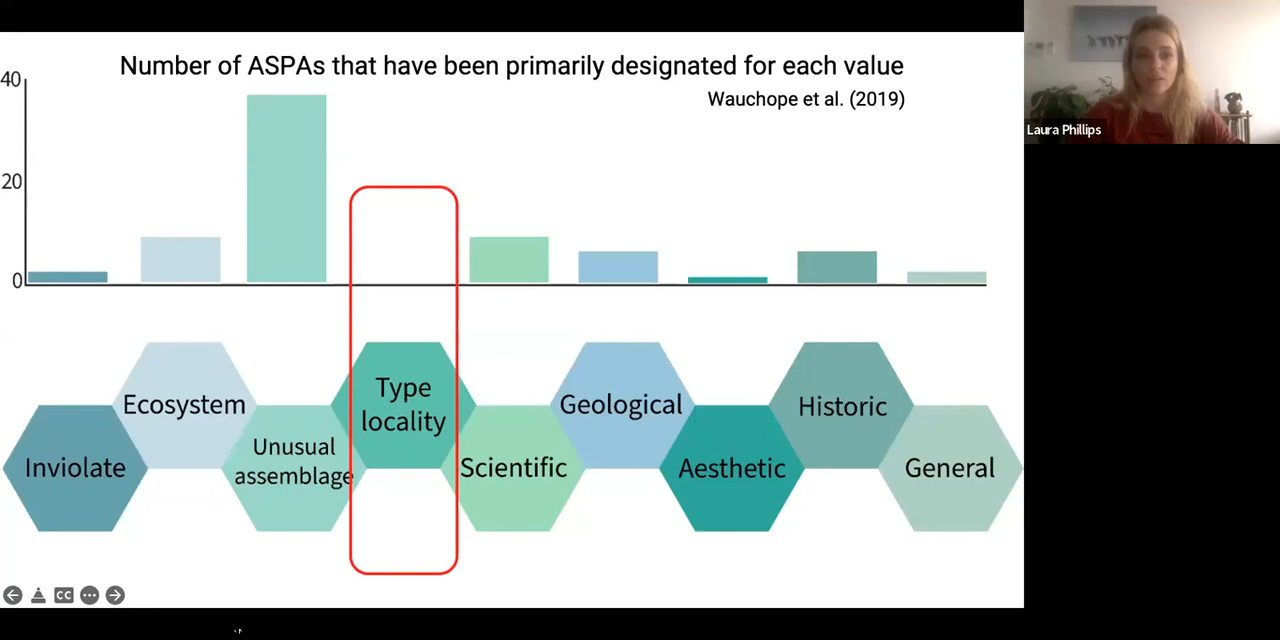 Number of ASPAs that have been primarily designated for each value
Wauchope et al. (2019)
40
20
0
Ecosystem
Type
locality
Geological
Historic
Inviolate
Unusual
assemblage
Scientific
Aesthetic
General
CC
Laura Phillips